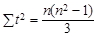 ∑t² = n(n² − 1) / 3